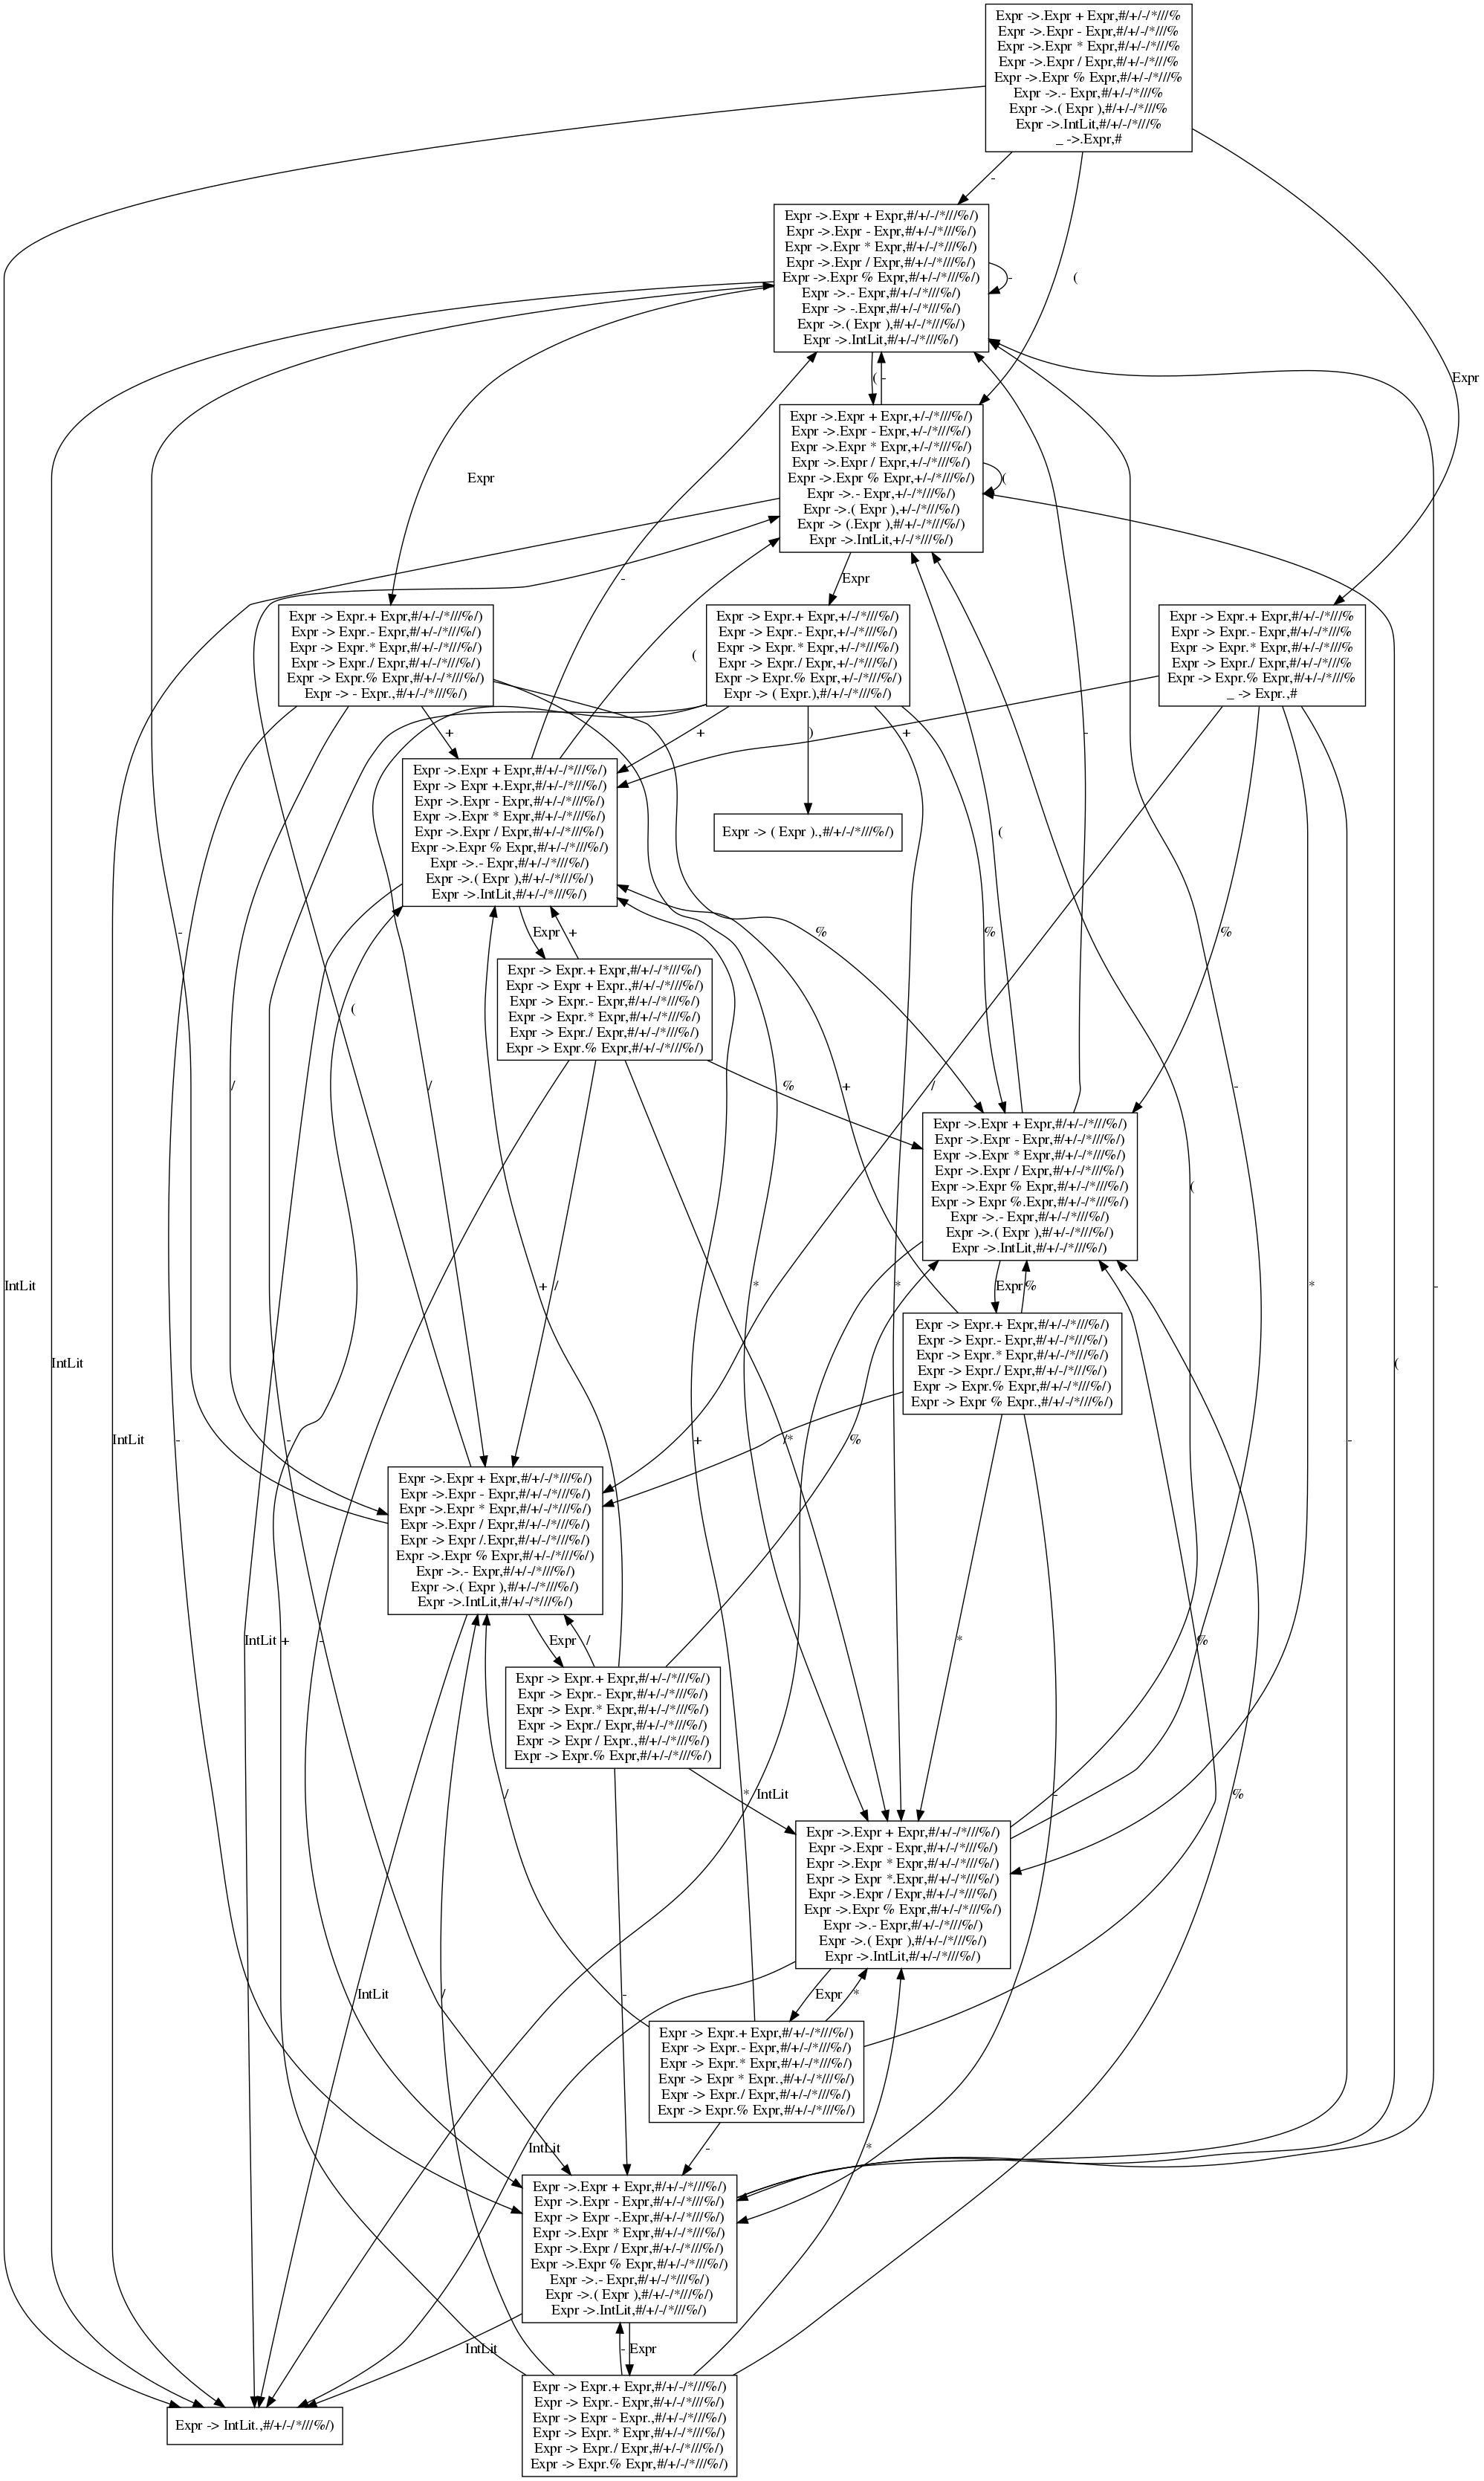 Expr ->.Expr + Expr,#/+/-/*///%
Expr ->.Expr - Expr,#/+/-/*///%
Expr ->.Expr * Expr,#/+/-/*///%
Expr ->.Expr / Expr,#/+/-/*///%
Expr ->.Expr % Expr,#/+/-/*///%
Expr ->.- Expr,#/+/-/*///%
Expr ->.( Expr ),#/+/-/*///%
Expr ->.IntLit,#/+/-/*///%
_ ->.Expr,#
-
Expr ->.Expr + Expr,#/+/-/*///%/)
Expr ->.Expr - Expr,#/+/-/*///%/)
Expr ->.Expr * Expr,#/+/-/*///%/)
Expr ->.Expr / Expr,#/+/-/*///%/)
Expr ->.Expr % Expr,#/+/-/*///%/)
Expr ->.- Expr,#/+/-/*///%/)
Expr -> -.Expr,#/+/-/*///%/)
Expr ->.( Expr ),#/+/-/*///%/)
Expr ->.IntLit,#/+/-/*///%/)
-
(
( -
Expr
Expr ->.Expr + Expr,+/-/*///%/)
Expr ->.Expr - Expr,+/-/*///%/)
Expr ->.Expr * Expr,+/-/*///%/)
Expr ->.Expr / Expr,+/-/*///%/)
Expr ->.Expr % Expr,+/-/*///%/)
Expr ->.- Expr,+/-/*///%/)
Expr ->.( Expr ),+/-/*///%/)
Expr -> (.Expr ),#/+/-/*///%/)
Expr ->.IntLit,+/-/*///%/)
(
Expr
- Expr
-
Expr -> Expr.+ Expr,#/+/-/*///%/)
Expr -> Expr.- Expr,#/+/-/*///%/)
Expr -> Expr.* Expr,#/+/-/*///%/)
Expr -> Expr./ Expr,#/+/-/*///%/)
Expr -> Expr.% Expr,#/+/-/*///%/)
Expr -> - Expr.,#/+/-/*///%/)
(
Expr -> Expr.+ Expr,+/-/*///%/)
Expr -> Expr.- Expr,+/-/*///%/)
Expr -> Expr.* Expr,+/-/*///%/)
Expr -> Expr./ Expr,+/-/*///%/)
Expr -> Expr.% Expr,+/-/*///%/)
Expr -> ( Expr.),#/+/-/*///%/)
Expr -> Expr.+ Expr,#/+/-/*///%
Expr -> Expr.- Expr,#/+/-/*///%
Expr -> Expr.* Expr,#/+/-/*///%
Expr -> Expr./ Expr,#/+/-/*///%
Expr -> Expr.% Expr,#/+/-/*///%
_ -> Expr.,#
+ + ) +
Expr ->.Expr + Expr,#/+/-/*///%/)
Expr -> Expr +.Expr,#/+/-/*///%/)
Expr ->.Expr - Expr,#/+/-/*///%/)
Expr ->.Expr * Expr,#/+/-/*///%/)
Expr ->.Expr / Expr,#/+/-/*///%/)
Expr ->.Expr % Expr,#/+/-/*///%/)
Expr ->.- Expr,#/+/-/*///%/)
Expr ->.( Expr ),#/+/-/*///%/)
Expr ->.IntLit,#/+/-/*///%/)
Expr -> ( Expr ).,#/+/-/*///%/)
( -
- Expr + % % %
Expr -> Expr.+ Expr,#/+/-/*///%/)
Expr -> Expr + Expr.,#/+/-/*///%/)
Expr -> Expr.- Expr,#/+/-/*///%/)
Expr -> Expr.* Expr,#/+/-/*///%/)
Expr -> Expr./ Expr,#/+/-/*///%/)
Expr -> Expr.% Expr,#/+/-/*///%/)
(
/ / % + / -
Expr ->.Expr + Expr,#/+/-/*///%/)
Expr ->.Expr - Expr,#/+/-/*///%/)
Expr ->.Expr * Expr,#/+/-/*///%/)
Expr ->.Expr / Expr,#/+/-/*///%/)
Expr ->.Expr % Expr,#/+/-/*///%/)
Expr -> Expr %.Expr,#/+/-/*///%/)
Expr ->.- Expr,#/+/-/*///%/)
Expr ->.( Expr ),#/+/-/*///%/)
Expr ->.IntLit,#/+/-/*///%/)
(
IntLit + / * * Expr % * -
IntLit
(
Expr -> Expr.+ Expr,#/+/-/*///%/)
Expr -> Expr.- Expr,#/+/-/*///%/)
Expr -> Expr.* Expr,#/+/-/*///%/)
Expr -> Expr./ Expr,#/+/-/*///%/)
Expr -> Expr.% Expr,#/+/-/*///%/)
Expr -> Expr % Expr.,#/+/-/*///%/)
IntLit - - + / * % -
Expr ->.Expr + Expr,#/+/-/*///%/)
Expr ->.Expr - Expr,#/+/-/*///%/)
Expr ->.Expr * Expr,#/+/-/*///%/)
Expr ->.Expr / Expr,#/+/-/*///%/)
Expr -> Expr /.Expr,#/+/-/*///%/)
Expr ->.Expr % Expr,#/+/-/*///%/)
Expr ->.- Expr,#/+/-/*///%/)
Expr ->.( Expr ),#/+/-/*///%/)
Expr ->.IntLit,#/+/-/*///%/)
IntLit + - Expr / * %
Expr -> Expr.+ Expr,#/+/-/*///%/)
Expr -> Expr.- Expr,#/+/-/*///%/)
Expr -> Expr.* Expr,#/+/-/*///%/)
Expr -> Expr./ Expr,#/+/-/*///%/)
Expr -> Expr / Expr.,#/+/-/*///%/)
Expr -> Expr.% Expr,#/+/-/*///%/)
/ * IntLit - %
Expr ->.Expr + Expr,#/+/-/*///%/)
Expr ->.Expr - Expr,#/+/-/*///%/)
Expr ->.Expr * Expr,#/+/-/*///%/)
Expr -> Expr *.Expr,#/+/-/*///%/)
Expr ->.Expr / Expr,#/+/-/*///%/)
Expr ->.Expr % Expr,#/+/-/*///%/)
Expr ->.- Expr,#/+/-/*///%/)
Expr ->.( Expr ),#/+/-/*///%/)
Expr ->.IntLit,#/+/-/*///%/)
IntLit / - Expr *
Expr -> Expr.+ Expr,#/+/-/*///%/)
Expr -> Expr.- Expr,#/+/-/*///%/)
Expr -> Expr.* Expr,#/+/-/*///%/)
Expr -> Expr * Expr.,#/+/-/*///%/)
Expr -> Expr./ Expr,#/+/-/*///%/)
Expr -> Expr.% Expr,#/+/-/*///%/)
IntLit - *
Expr ->.Expr + Expr,#/+/-/*///%/)
Expr ->.Expr - Expr,#/+/-/*///%/)
Expr -> Expr -.Expr,#/+/-/*///%/)
Expr ->.Expr * Expr,#/+/-/*///%/)
Expr ->.Expr / Expr,#/+/-/*///%/)
Expr ->.Expr % Expr,#/+/-/*///%/)
Expr ->.- Expr,#/+/-/*///%/)
Expr ->.( Expr ),#/+/-/*///%/)
Expr ->.IntLit,#/+/-/*///%/)
IntLit - Expr
Expr -> IntLit.,#/+/-/*///%/)
Expr -> Expr.+ Expr,#/+/-/*///%/)
Expr -> Expr.- Expr,#/+/-/*///%/)
Expr -> Expr - Expr.,#/+/-/*///%/)
Expr -> Expr.* Expr,#/+/-/*///%/)
Expr -> Expr./ Expr,#/+/-/*///%/)
Expr -> Expr.% Expr,#/+/-/*///%/)